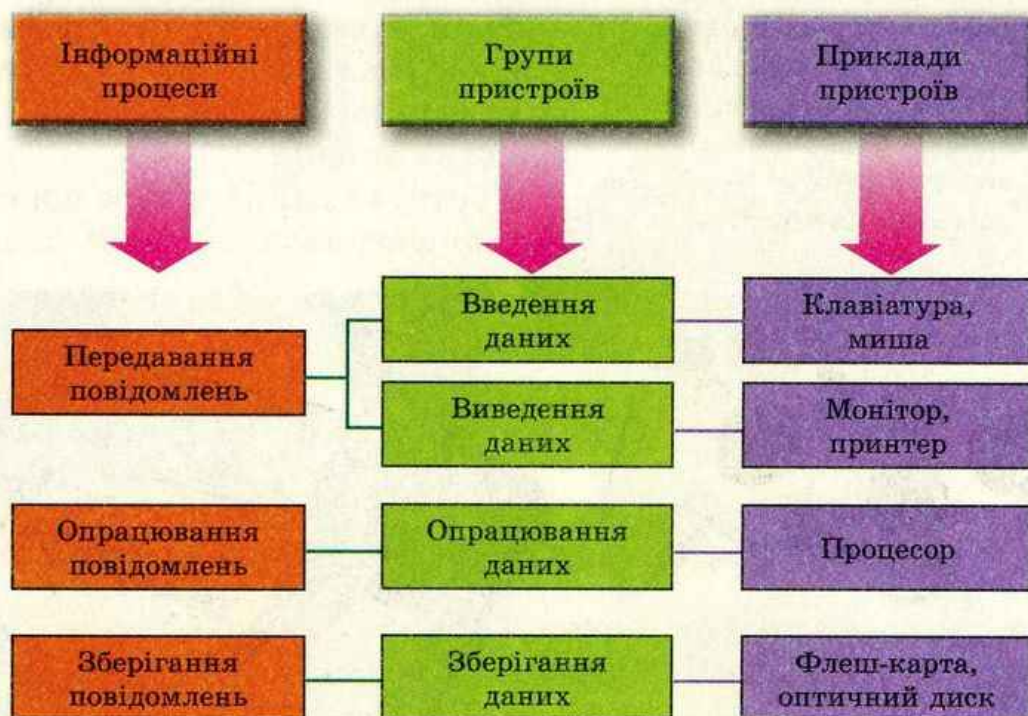 Інформаційні
процеси
Групи
пристроїв
Приклади
пристроїв
Передавання
повідомлень
Введення
даних
Клавіатура,
миша
Виведення
даних
Монітор,
принтер
Опрацювання
повідомлень
Опрацювання
даних
Процесор
Зберігання
повідомлень
Зберігання
даних
Флеш-карта,
оптичний диск